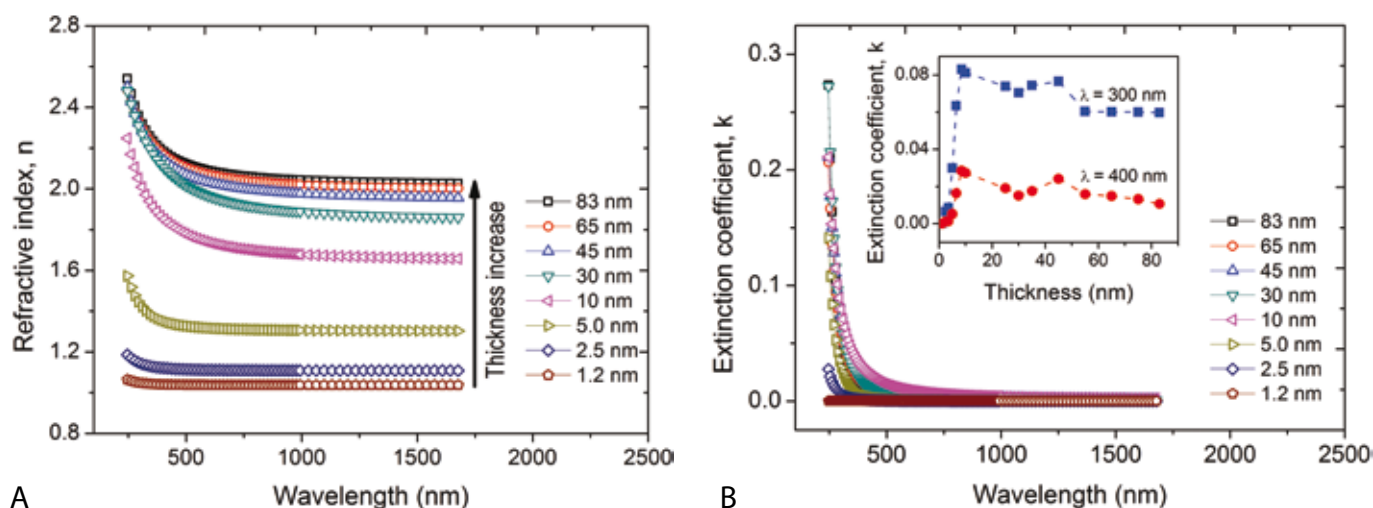 2.8
2.4
2.0
1.6
1.2
0.8
Refractive index, n
500 1000 1500 2000 2500
Wavelength (nm)
Thickness increase
83 nm
65 nm
45 nm
30 nm
10 nm
5.0 nm
2.5 nm
1.2 nm
A
0.3
0.2
0.1
0.0
Extinction coefficient, k
500 1000 1500 2000 2500
Wavelength (nm)
0.08
0.04
0.00
Extinction coefficient, k
λ = 300 nm
λ = 400 nm
0 20 40 60 80
Thickness (nm)
83 nm
65 nm
45 nm
30 nm
10 nm
5.0 nm
2.5 nm
1.2 nm
B